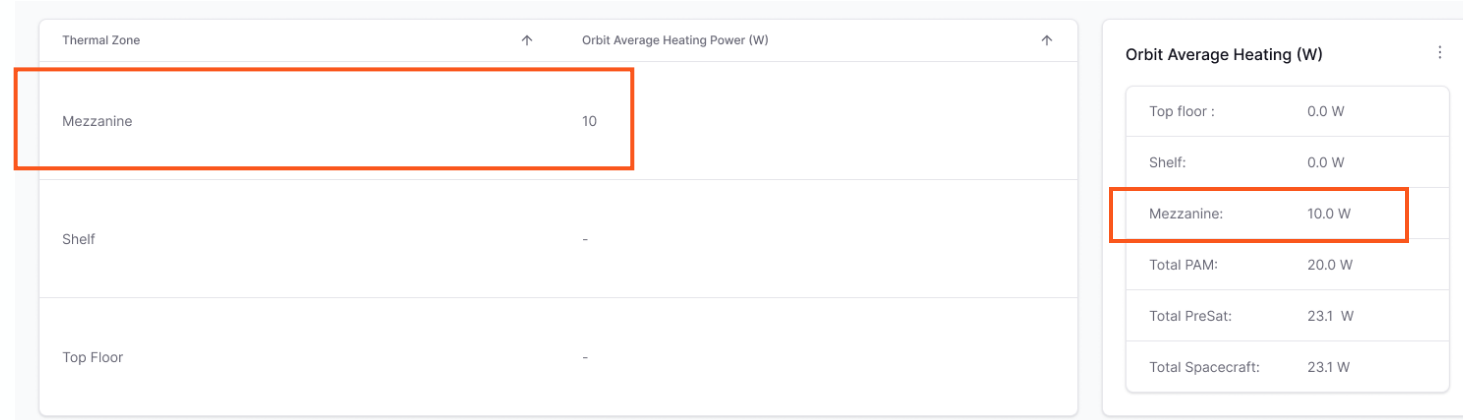 Thermal Zone Orbit Average Heating Power (W)
Mezzanine 10
Shelf -
Top Floor -
Orbit Average Heating (W)
Top floor : 0.0 W
Shelf: 0.0 W
Mezzanine: 10.0 W
Total PAM: 20.0 W
Total PreSat: 23.1 W
Total Spacecraft: 23.1 W